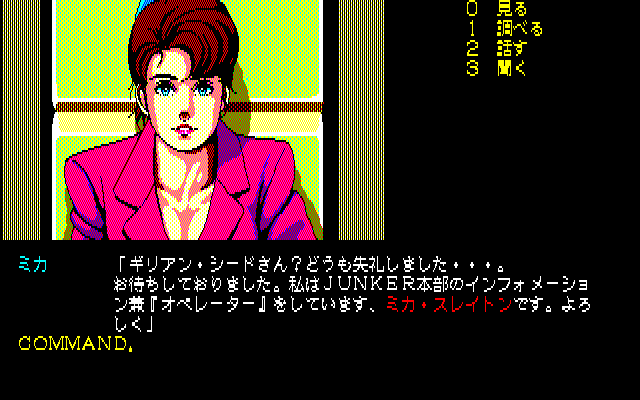 0 見る
1 調べる
2 話す
3 聞く
ミカ 「ギリアン・シードさん？どうも失礼しました・・・。
お待ちしておりました。私はJUNKER本部のインフォメーショ
ン兼『オペレーター』をしています、ミカ・スレイトンです。よろ
しく」
COMMAND.